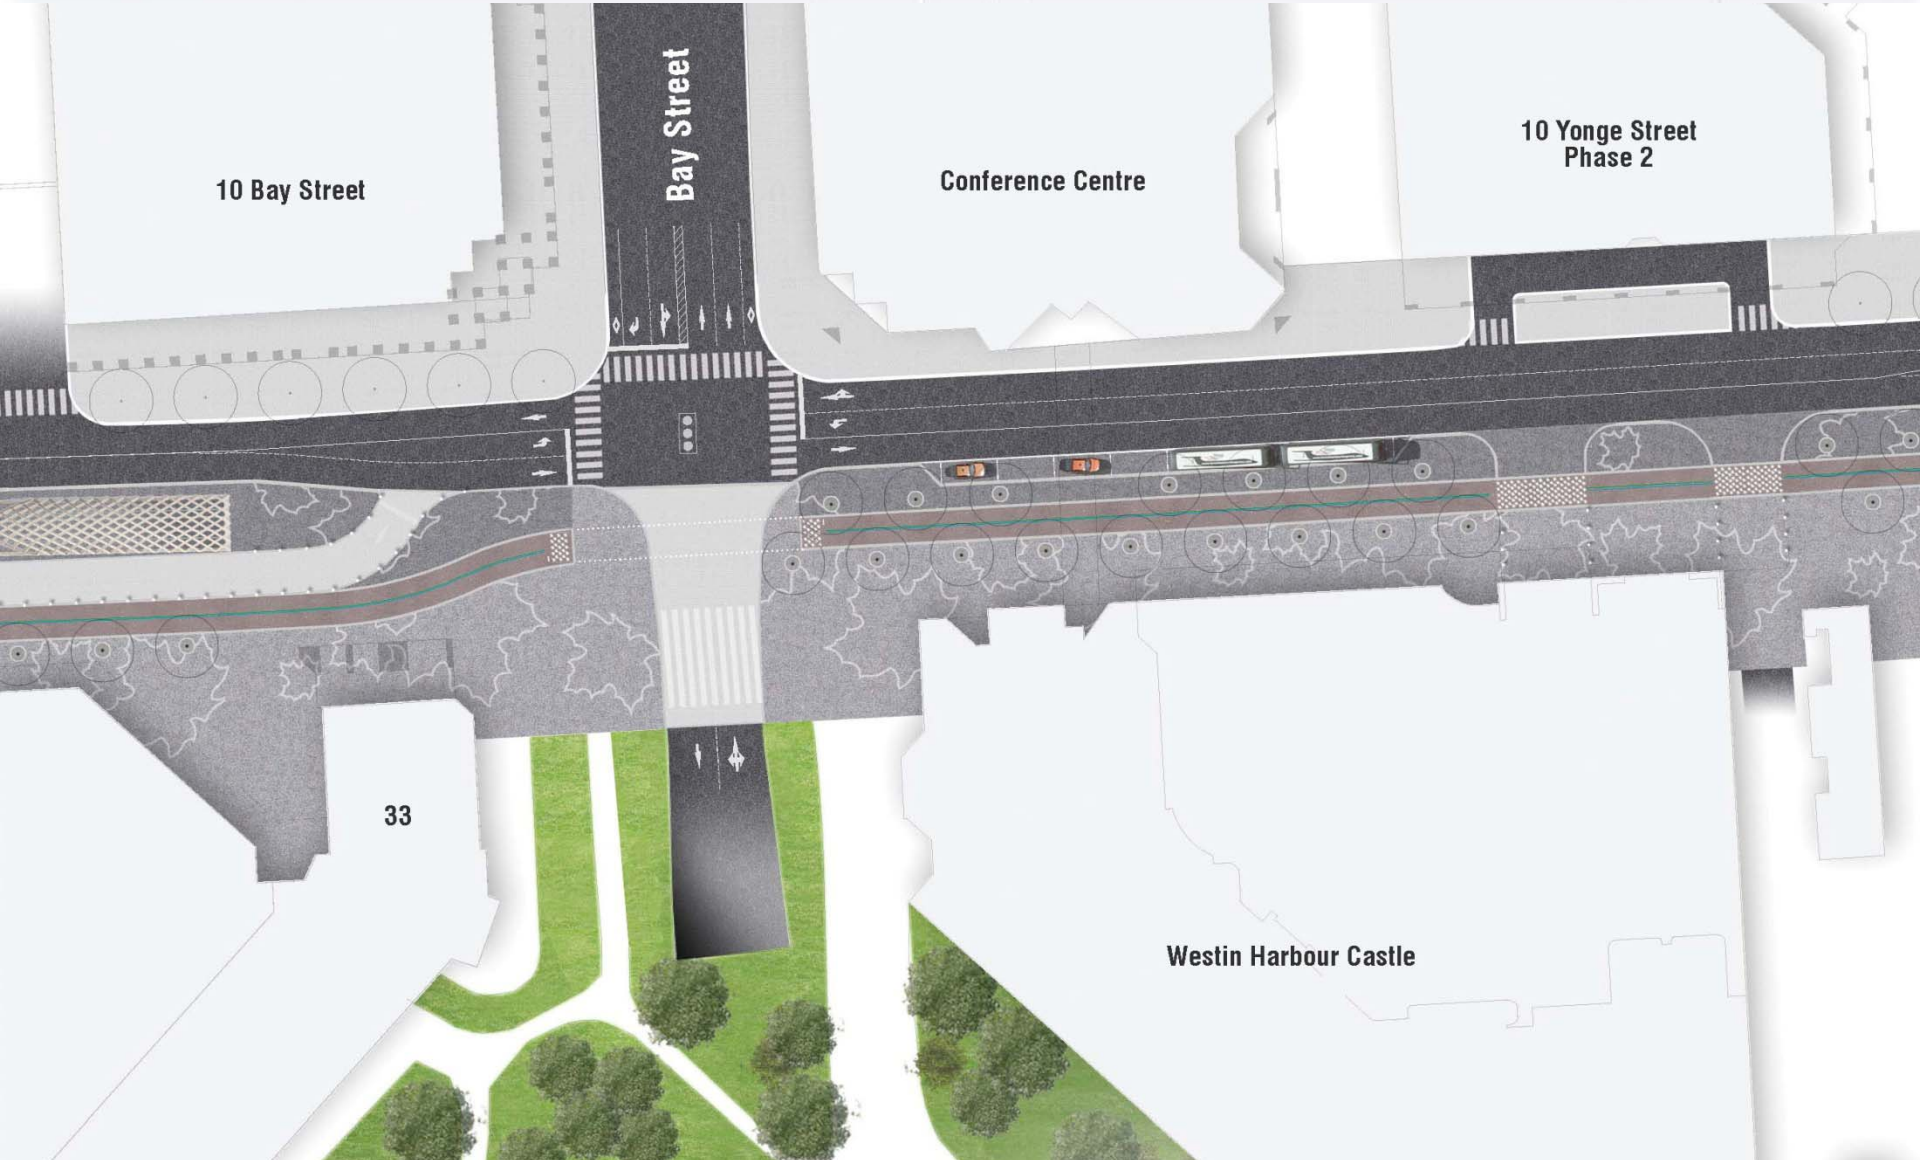 Bay Street
10 Bay Street
Conference Centre
10 Yonge Street
Phase 2
33
Westin Harbour Castle